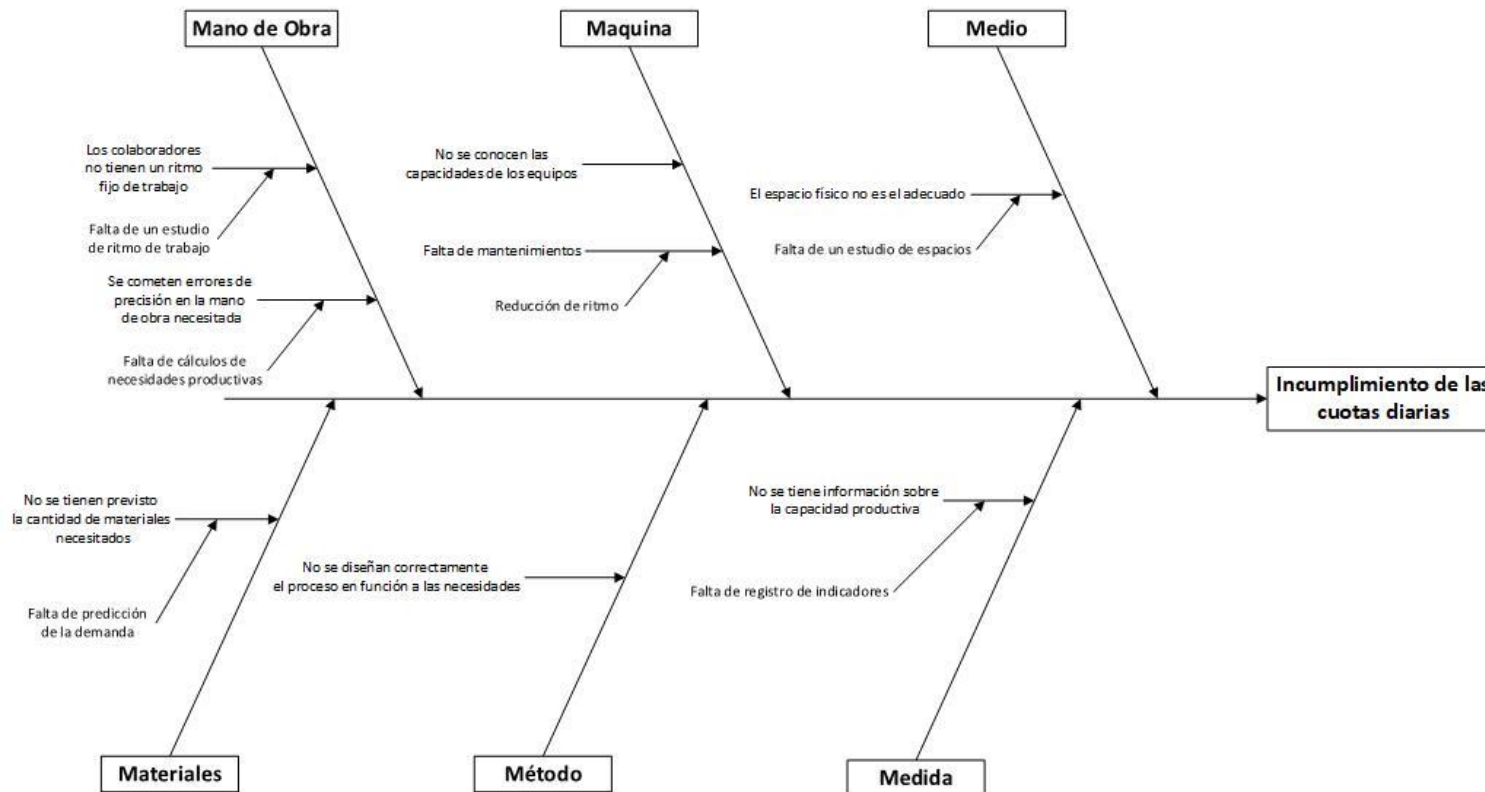 Mano de Obra
Maquina
Medio
Los colaboradores
no tienen un ritmo
fijo de trabajo
Falta de un estudio
de ritmo de trabajo
Se cometen errores de
precisión en la mano
de obra necesitada
Falta de cálculos de
necesidades productivas
No se conocen las
capacidades de los equipos
Falta de mantenimientos
Reducción de ritmo
El espacio físico no es el adecuado
Falta de un estudio de espacios
Incumplimiento de las
cuotas diarias
No se tienen previsto
la cantidad de materiales
necesitados
Falta de predicción
de la demanda
No se diseñan correctamente
el proceso en función a las necesidades
No se tiene información sobre
la capacidad productiva
Falta de registro de indicadores
Materiales
Método
Medida